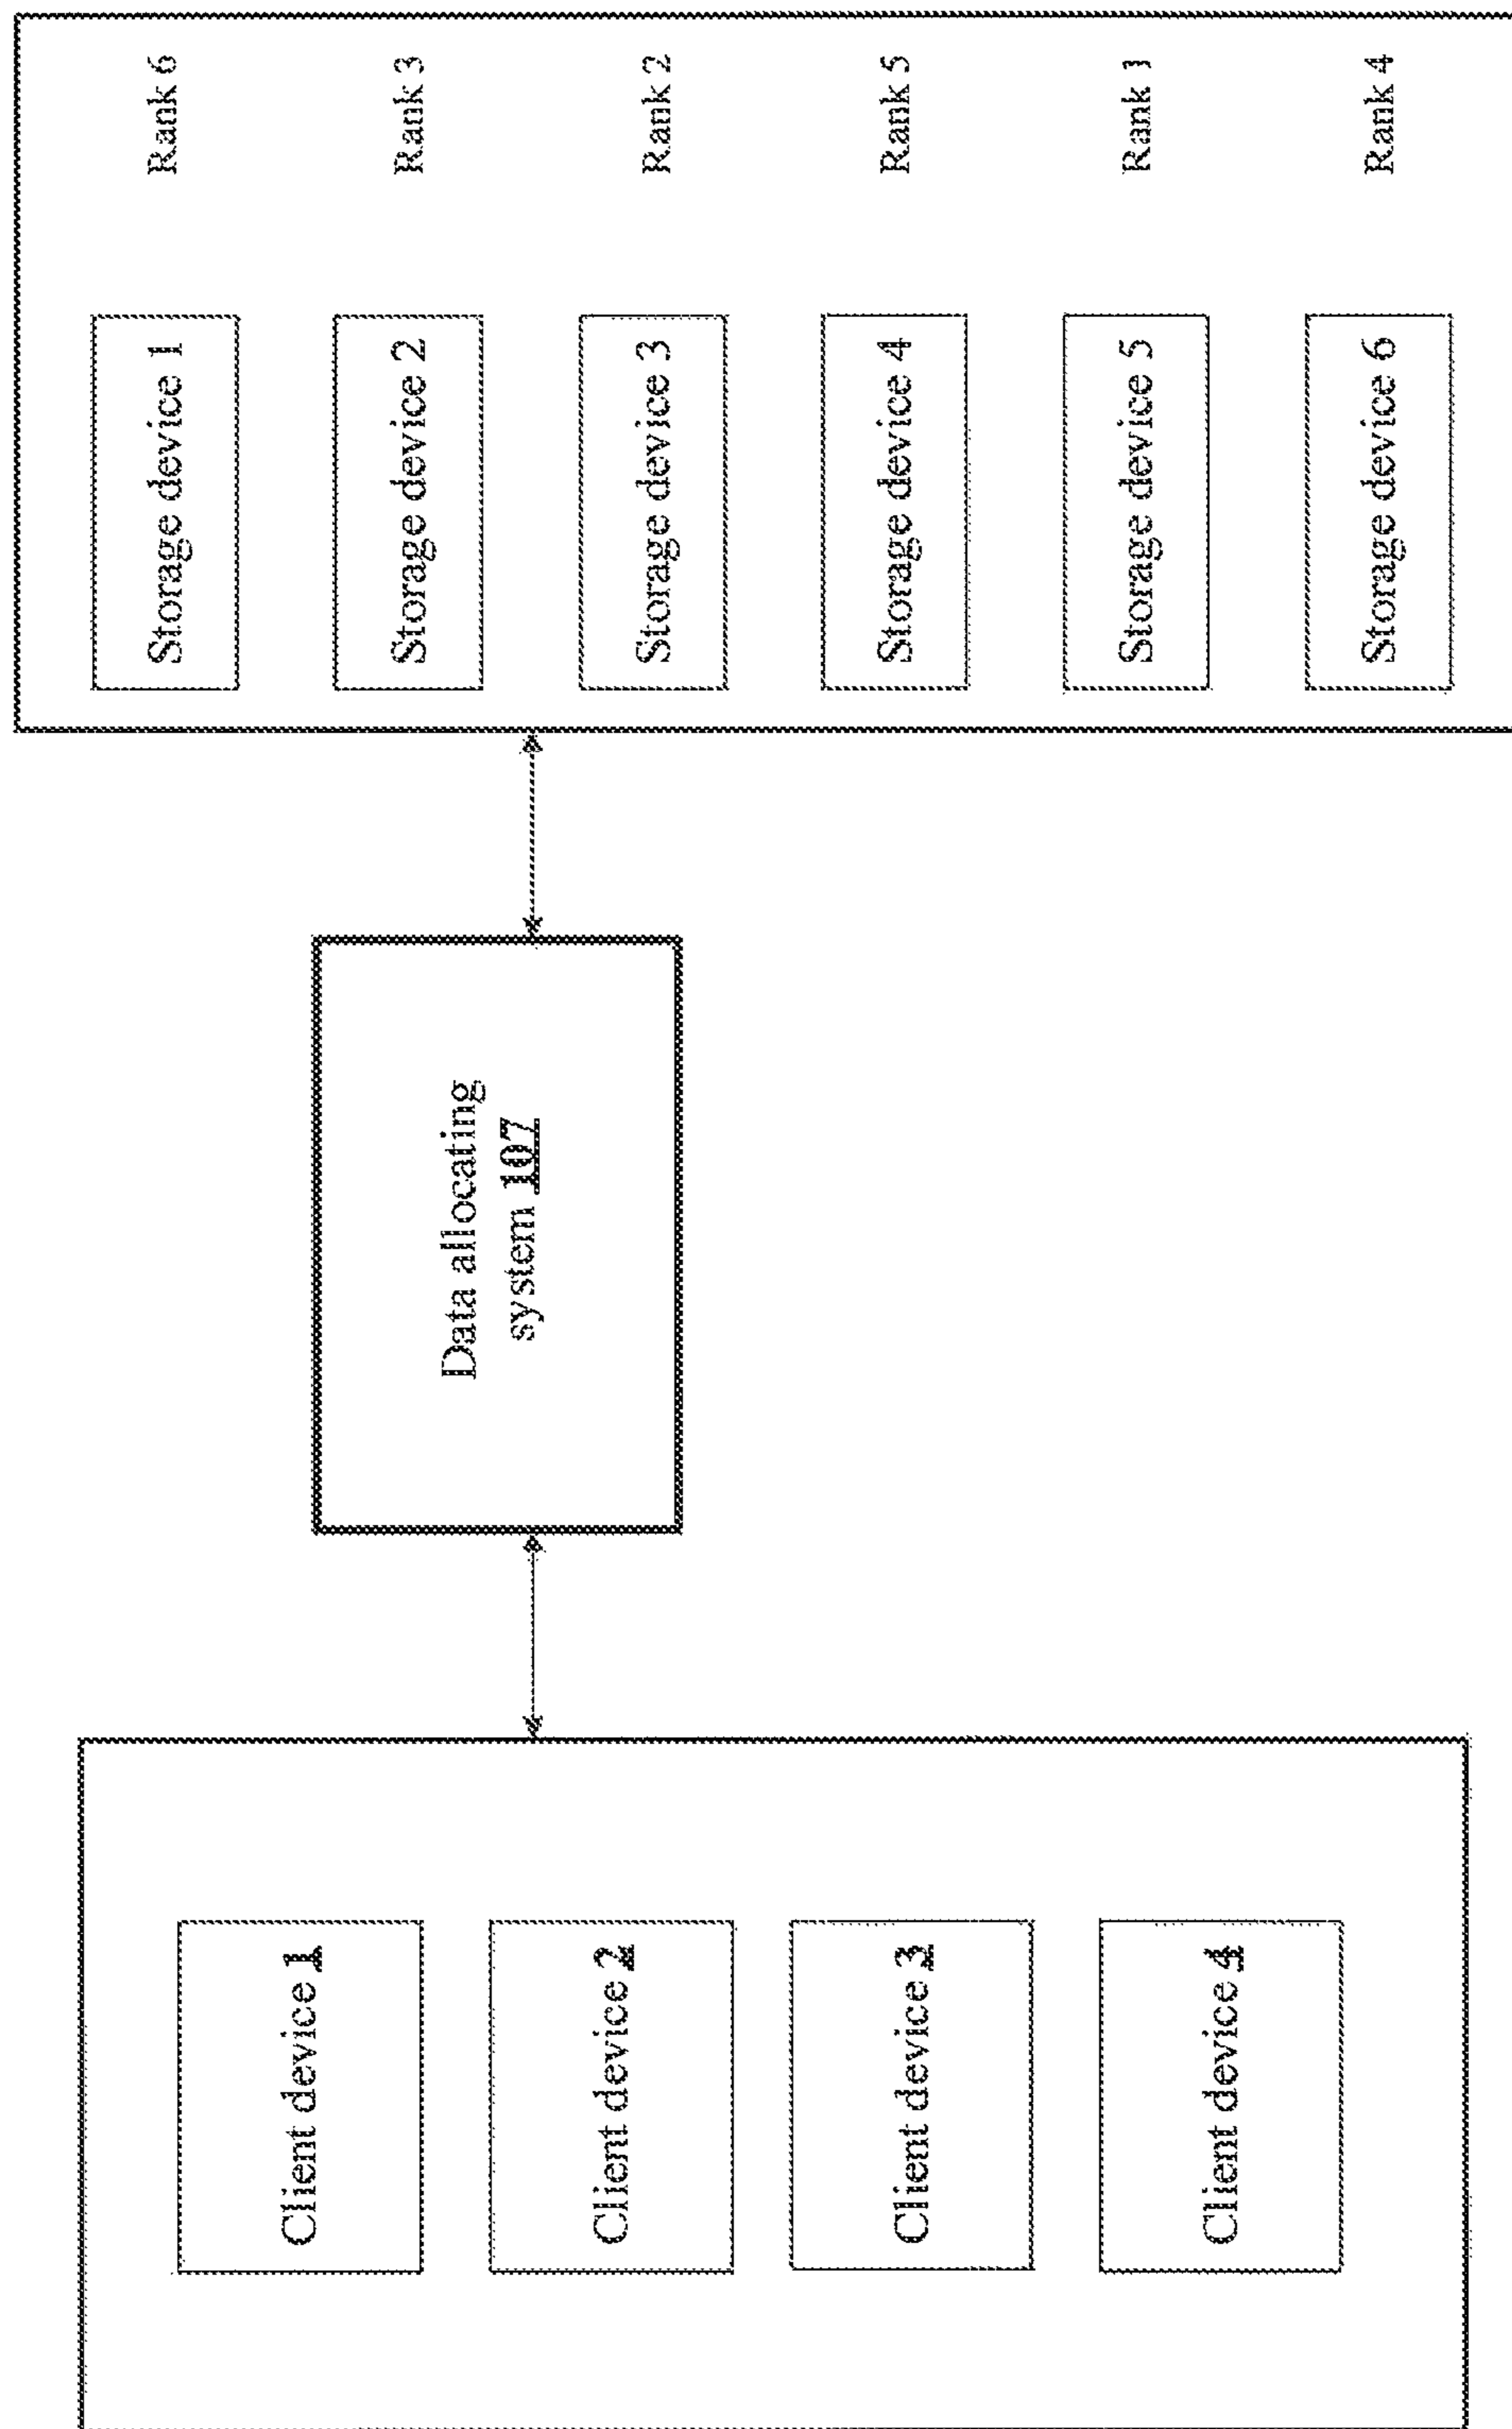 Client device 1
Client device 2
Client device 3
Client device 4
Data allocating
system 107
Storage device 1
Rank 6
Storage device 2
Rank 3
Storage device 3
Rank 2
Storage device 4
Rank 5
Storage device 5
Rank 1
Storage device 6
Rank 4